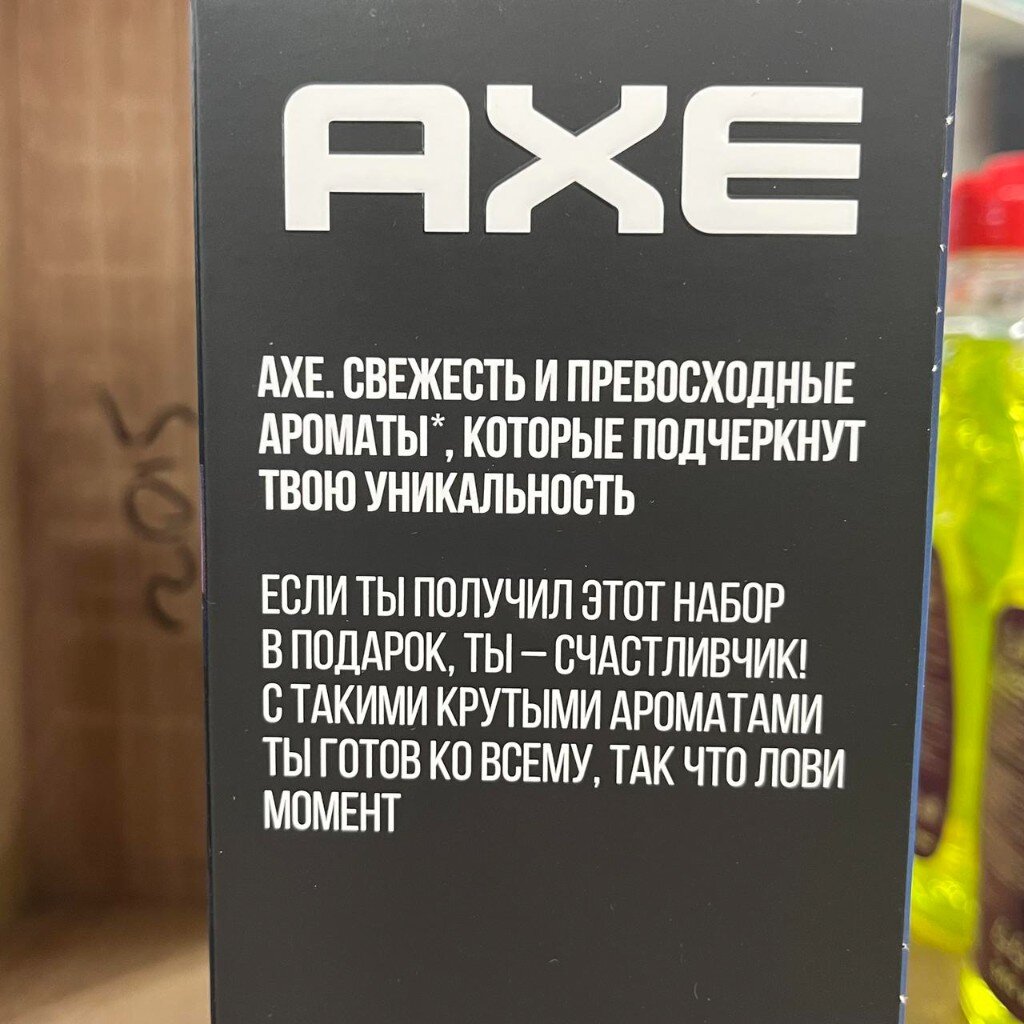 AXE
AXE. СВЕЖЕСТЬ И ПРЕВОСХОДНЫЕ
АРОМАТЫ*, КОТОРЫЕ ПОДЧЕРКНУТ
ТВОЮ УНИКАЛЬНОСТЬ
ЕСЛИ ТЫ ПОЛУЧИЛ ЭТОТ НАБОР
В ПОДАРОК, ТЫ – СЧАСТЛИВЧИК!
С ТАКИМИ КРУТЫМИ АРОМАТАМИ
ТЫ ГОТОВ КО ВСЕМУ, ТАК ЧТО ЛОВИ
МОМЕНТ